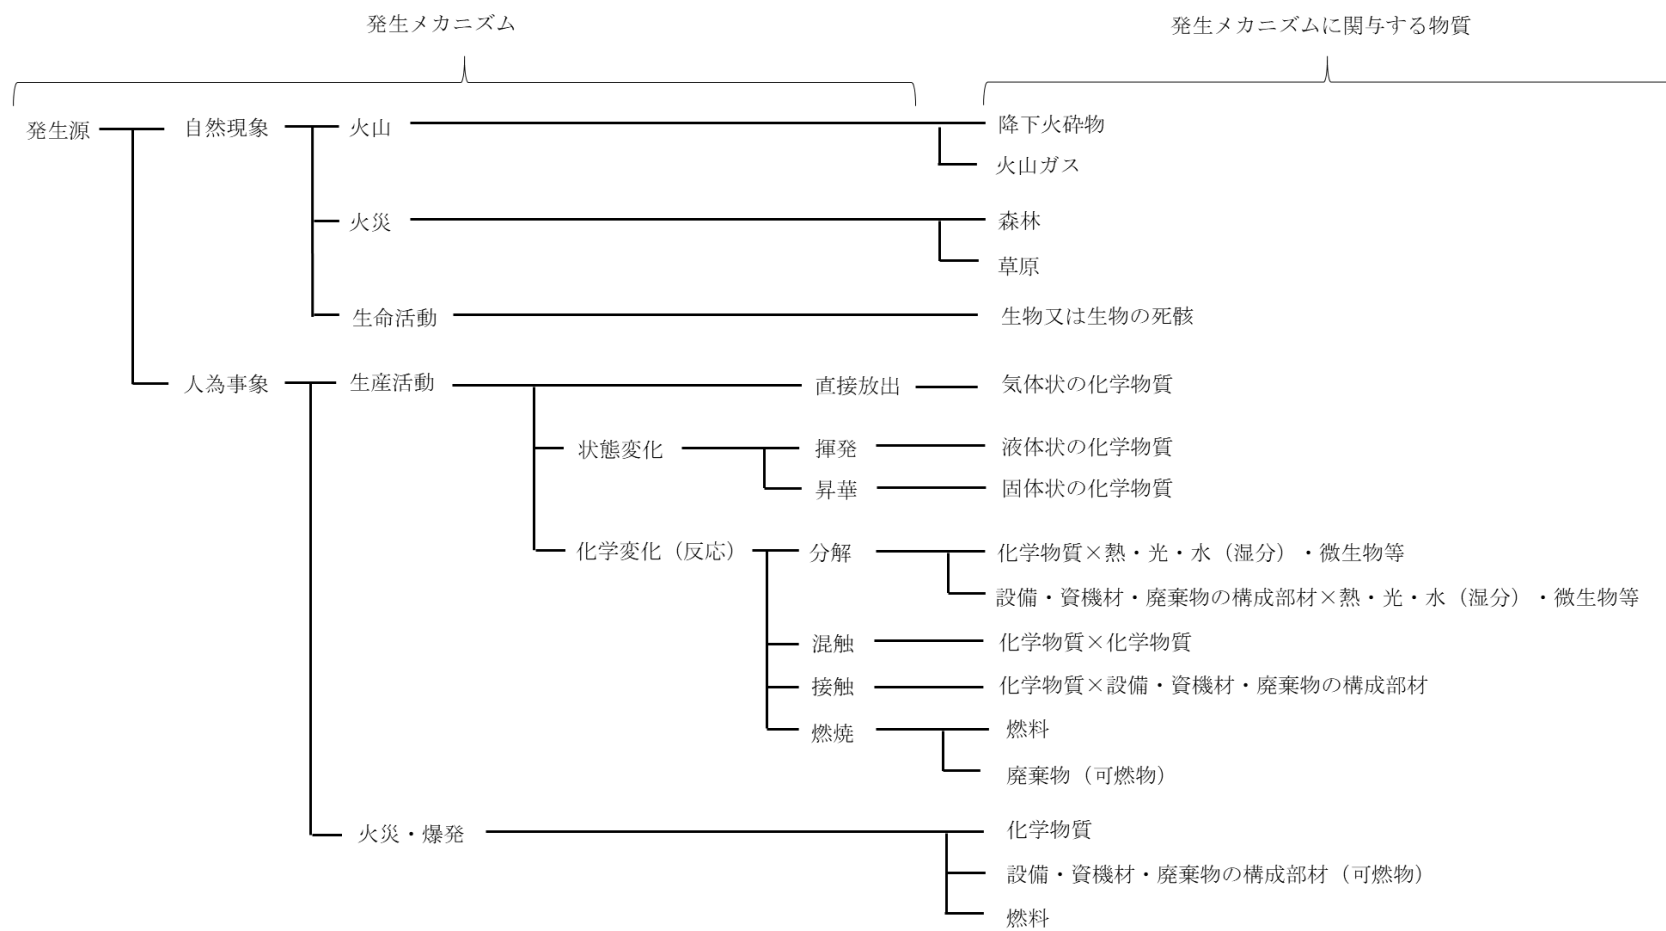 発生メカニズム
発生メカニズムに関与する物質
発生源
自然現象
火山
降下火砕物
火山ガス
火災
森林
草原
生命活動
生物又は生物の死骸
人為事象
生産活動
直接放出
気体状の化学物質
状態変化
揮発
液体状の化学物質
昇華
固体状の化学物質
化学変化（反応）
分解
化学物質×熱・光・水（湿分）・微生物等
設備・資機材・廃棄物の構成部材×熱・光・水（湿分）・微生物等
混触
化学物質×化学物質
接触
化学物質×設備・資機材・廃棄物の構成部材
燃焼
燃料
廃棄物（可燃物）
火災・爆発
化学物質
設備・資機材・廃棄物の構成部材（可燃物）
燃料